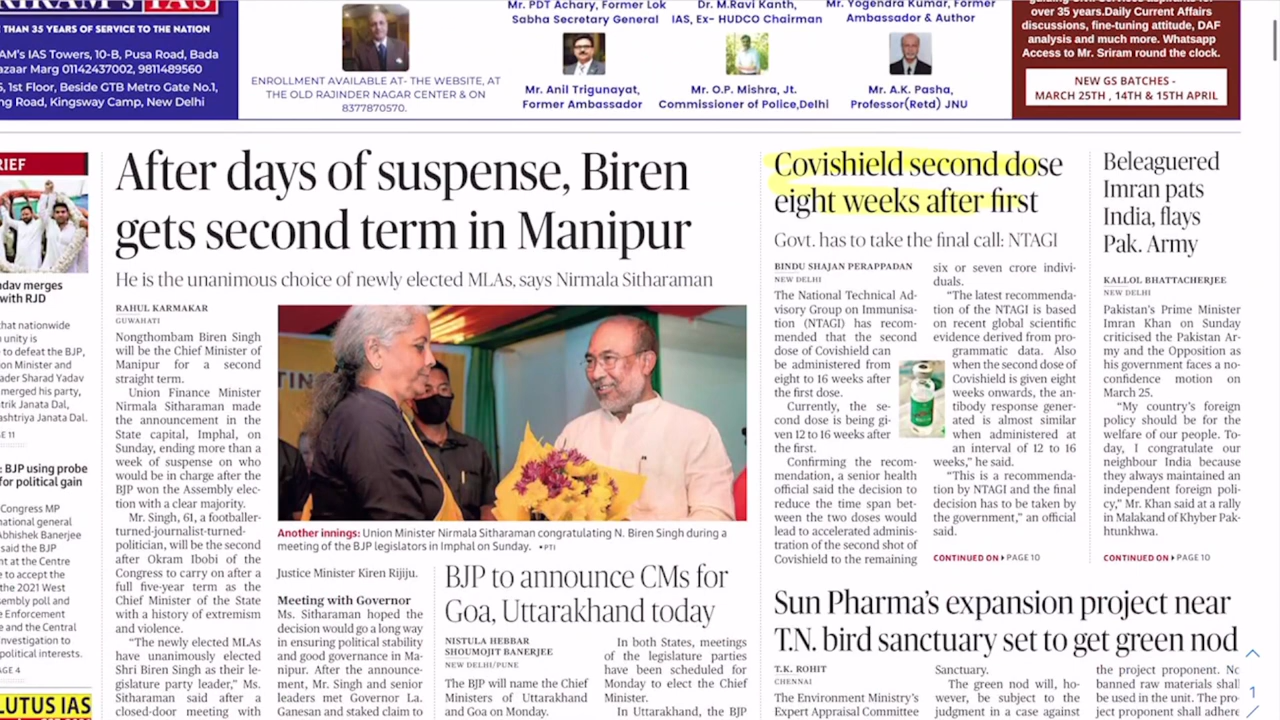 SRIRAM's IAS
THAN 35 YEARS OF SERVICE TO THE NATION
AM's IAS Towers, 10-B, Pusa Road, Bada
azaar Marg 01142437002, 9811489560
S, 1st Floor, Beside GTB Metro Gate No.1,
ng Road, Kingsway Camp, New Delhi
ENROLLMENT AVAILABLE AT- THE WEBSITE, AT
THE OLD RAJINDER NAGAR CENTER & ON
8377870570.
Mr. PDT Achary, Former Lok
Sabha Secretary General
Dr. M.Ravi Kanth,
IAS, Ex- HUDCO Chairman
Mr. Yogendra Kumar, Former
Ambassador & Author
Mr. Anil Trigunayat,
Former Ambassador
Mr. O.P. Mishra, Jt.
Commissioner of Police,Delhi
Mr. A.K. Pasha,
Professor(Retd) JNU
over 35 years.Daily Current Affairs
discussions, fine-tuning attitude, DAF
analysis and much more. Whatsapp
Access to Mr. Sriram round the clock.
NEW GS BATCHES -
MARCH 25TH , 14TH & 15TH APRIL
RIEF
dav merges
with RJD
that nationwide
unity is
to defeat the BJP,
on Minister and
ader Sharad Yadav
merged his party,
trik Janata Dal,
ashtriya Janata Dal.
GE 11
: BJP using probe
for political gain
Congress MP
national general
Abhishek Banerjee
said the BJP
nt at the Centre
e to accept the
the 2021 West
sembly poll and
e Enforcement
e and the Central
Investigation to
political interests.
AGE 4
LUTUS IAS
After days of suspense, Biren
gets second term in Manipur
He is the unanimous choice of newly elected MLAs, says Nirmala Sitharaman
RAHUL KARMAKAR
GUWAHATI
Nongthombam Biren Singh
will be the Chief Minister of
Manipur for a second
straight term.
Union Finance Minister
Nirmala Sitharaman made
the announcement in the
State capital, Imphal, on
Sunday, ending more than a
week of suspense on who
would be in charge after the
BJP won the Assembly elec-
tion with a clear majority.
Mr. Singh, 61, a footballer-
turned-journalist-turned-
politician, will be the second
after Okram Ibobi of the
Congress to carry on after a
full five-year term as the
Chief Minister of the State
with a history of extremism
and violence.
"The newly elected MLAs
have unanimously elected
Shri Biren Singh as their le-
gislature party leader," Ms.
Sitharaman said after a
closed-door meeting with
Another innings: Union Minister Nirmala Sitharaman congratulating N. Biren Singh during a
meeting of the BJP legislators in Imphal on Sunday. • PTI
Justice Minister Kiren Rijiju.
Meeting with Governor
Ms. Sitharaman hoped the
decision would go a long way
in ensuring political stability
and good governance in Ma-
nipur. After the announce-
ment, Mr. Singh and senior
leaders met Governor La.
Ganesan and staked claim to
BJP to announce CMs for
Goa, Uttarakhand today
NISTULA HEBBAR
SHOUMOJIT BANERJEE
NEW DELHI/PUNE
The BJP will name the Chief
Ministers of Uttarakhand
and Goa on Monday.
In both States, meetings
of the legislature parties
have been scheduled for
Monday to elect the Chief
Minister.
In Uttarakhand, the BJP
Covishield second dose
eight weeks after first
Govt. has to take the final call: NTAGI
BINDU SHAJAN PERAPPADAN
NEW DELHI
The National Technical Ad-
visory Group on Immunisa-
tion (NTAGI) has recom-
mended that the second
dose of Covishield can
be administered from
eight to 16 weeks after
the first dose.
Currently, the se-
cond dose is being gi-
ven 12 to 16 weeks after
the first.
Confirming the recom-
mendation, a senior health
official said the decision to
reduce the time span bet-
ween the two doses would
lead to accelerated adminis-
tration of the second shot of
Covishield to the remaining
six or seven crore indivi-
duals.
"The latest recommenda-
tion of the NTAGI is based
on recent global scientific
evidence derived from pro-
grammatic data. Also
when the second dose of
Covishield is given eight
weeks onwards, the an-
tibody response gener-
ated is almost similar
when administered at
an interval of 12 to 16
weeks," he said.
"This is a recommenda-
tion by NTAGI and the final
decision has to be taken by
the government," an official
said.
CONTINUED ON PAGE 10
Beleaguered
Imran pats
India, flays
Pak. Army
KALLOL BHATTACHERJEE
NEW DELHI
Pakistan's Prime Minister
Imran Khan on Sunday
criticised the Pakistan Ar-
my and the Opposition as
his government faces a no-
confidence motion on
March 25.
"My country's foreign
policy should be for the
welfare of our people. To-
day, I congratulate our
neighbour India because
they always maintained an
independent foreign poli-
cy," Mr. Khan said at a rally
in Malakand of Khyber Pak-
htunkhwa.
CONTINUED ON PAGE 10
Sun Pharma's expansion project near
T.N. bird sanctuary set to get green nod
T.K. ROHIT
CHENNAI
The Environment Ministry's
Expert Appraisal Committee
Sanctuary.
The green nod will, ho-
wever, be subject to the
judgment in a case against
the project proponent. No
banned raw materials shall
be used in the unit. The pro-
ject proponent shall adhere
1